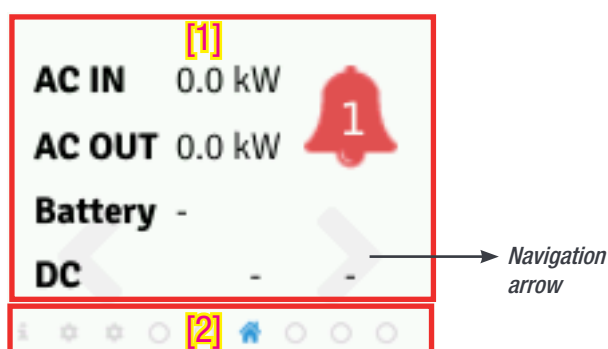 [1]
AC IN 0.0 kW
1
AC OUT 0.0 kW
Battery -
DC - -
Navigation
arrow
[2]